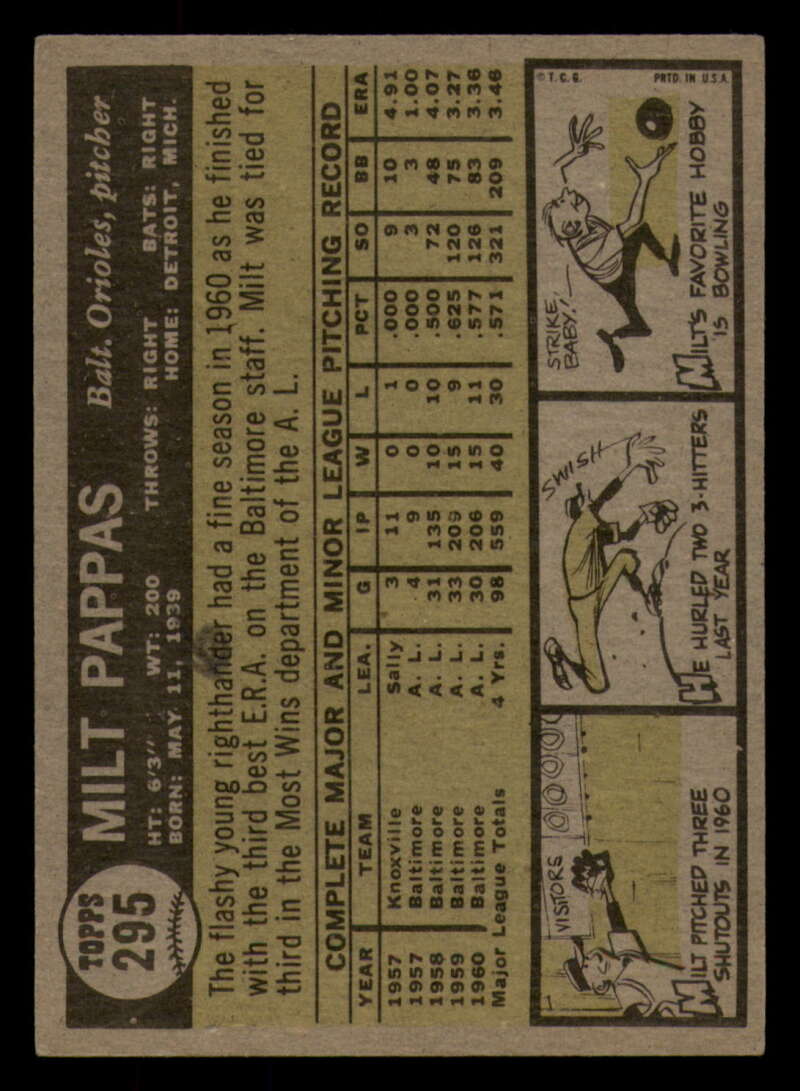 TOPPS
295
MILT PAPPAS Balt. Orioles, pitcher
HT: 6'3" WT: 200 THROWS: RIGHT BATS: RIGHT
BORN: MAY 11, 1939 HOME: DETROIT, MICH.
The flashy young righthander had a fine season in 1960 as he finished
with the third best E.R.A. on the Baltimore staff. Milt was tied for
third in the Most Wins department of the A. L.
COMPLETE MAJOR AND MINOR LEAGUE PITCHING RECORD
YEAR TEAM LEA. G IP W L PCT SO BB ERA
1957 Knoxville Sally 3 11 0 1 .000 9 10 4.91
1957 Baltimore A. L. 4 9 0 0 .000 3 3 1.00
1958 Baltimore A. L. 31 135 10 10 .500 72 48 4.07
1959 Baltimore A. L. 33 209 15 9 .625 120 75 3.27
1960 Baltimore A. L. 30 206 15 11 .577 126 83 3.36
Major League Totals 4 Yrs. 98 559 40 30 .571 321 209 3.46
VISITORS
MILT PITCHED THREE
SHUTOUTS IN 1960
SWISH
HE HURLED TWO 3-HITTERS
LAST YEAR
© T. C. G. PRTD. IN U.S.A.
STRIKE,
BABY!
MILT'S FAVORITE HOBBY
IS BOWLING